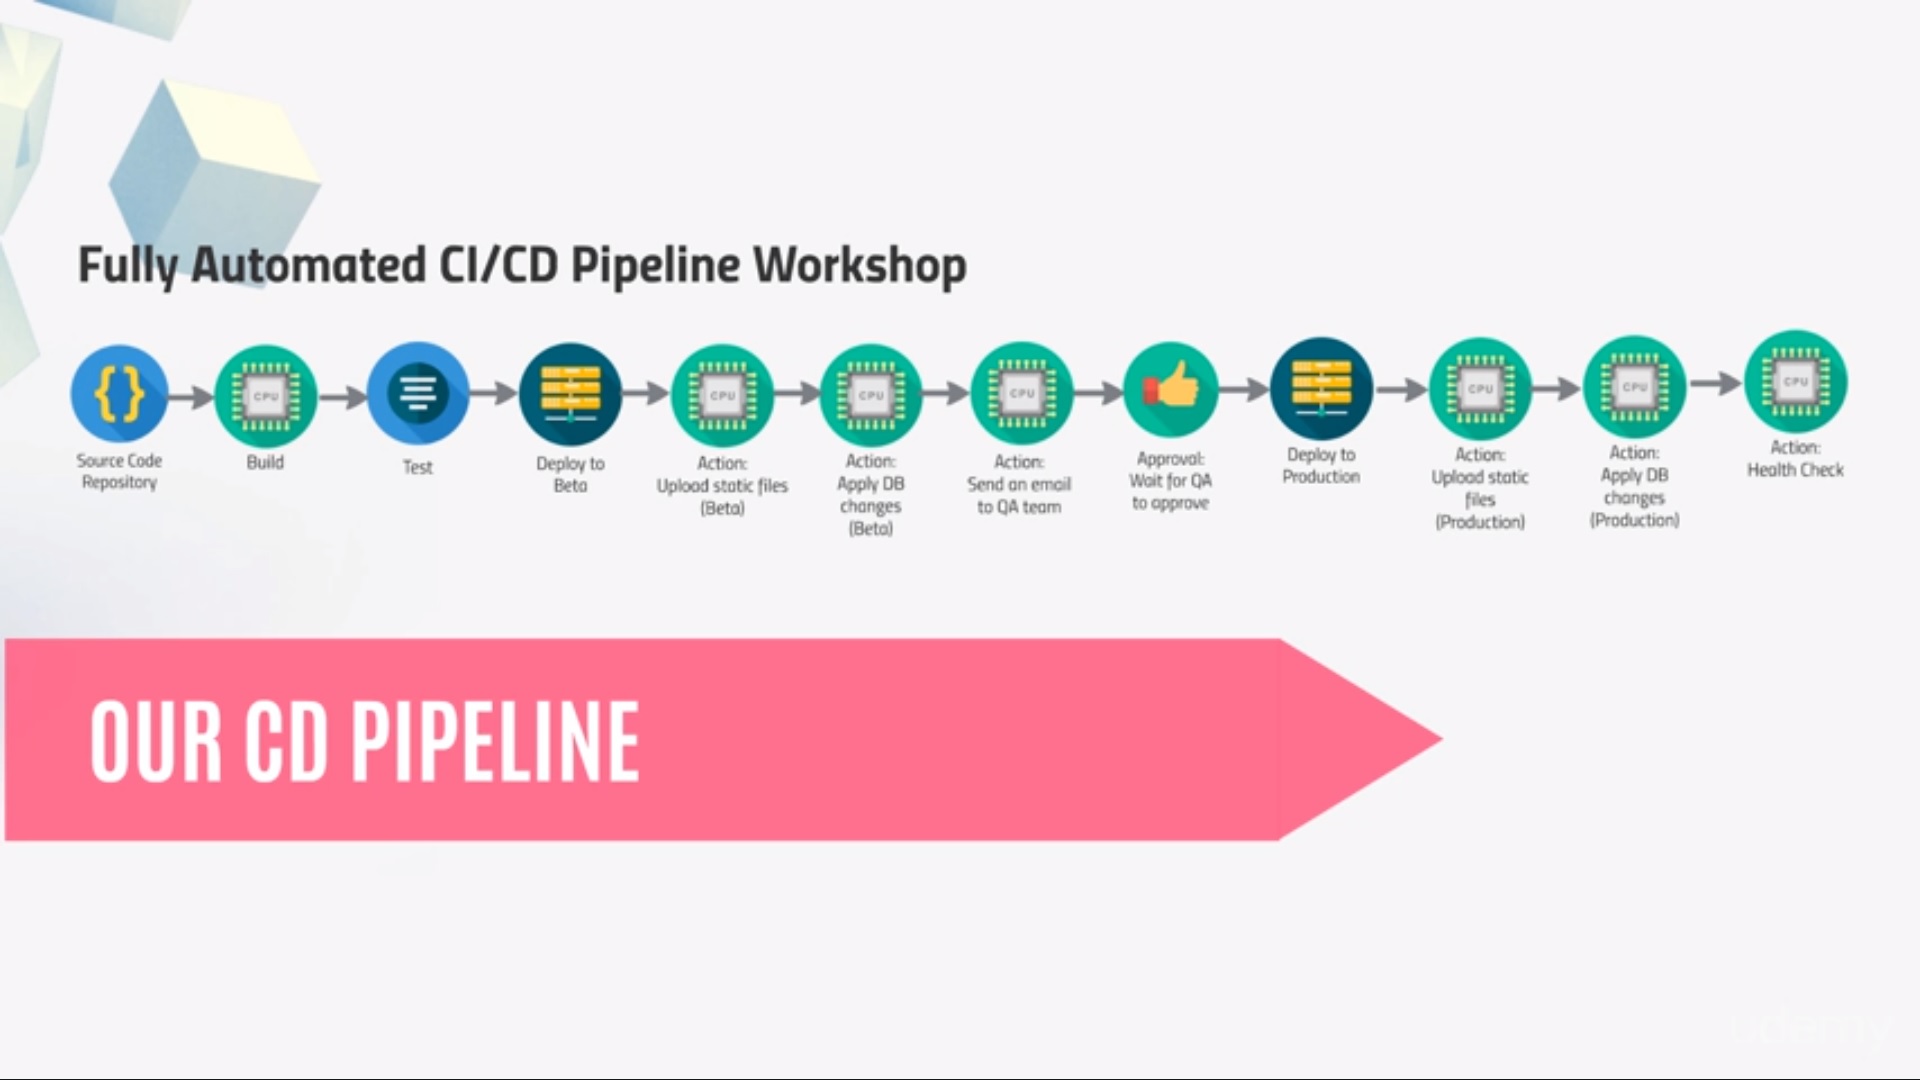 Fully Automated CI/CD Pipeline Workshop
CPU
CPU
CPU
CPU
CPU
CPU
CPU
Source Code
Repository
Build
Test
Deploy to
Beta
Action:
Upload static files
(Beta)
Action:
Apply DB
changes
(Beta)
Action:
Send an email
to QA team
Approval:
Wait for QA
to approve
Deploy to
Production
Action:
Upload static
files
(Production)
Action:
Apply DB
changes
(Production)
Action:
Health Check
OUR CD PIPELINE
udemy